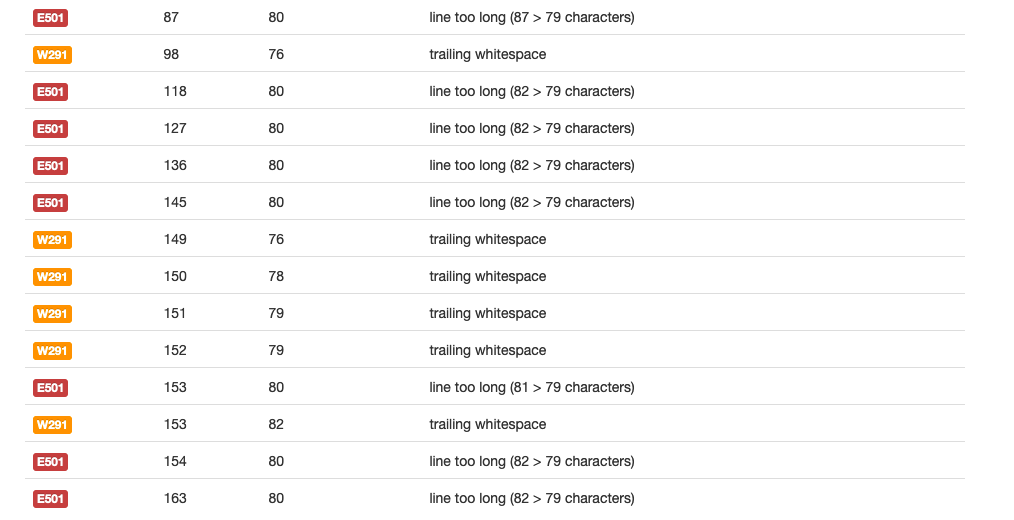 E501 87 80 line too long (87 > 79 characters)
W291 98 76 trailing whitespace
E501 118 80 line too long (82 > 79 characters)
E501 127 80 line too long (82 > 79 characters)
E501 136 80 line too long (82 > 79 characters)
E501 145 80 line too long (82 > 79 characters)
W291 149 76 trailing whitespace
W291 150 78 trailing whitespace
W291 151 79 trailing whitespace
W291 152 79 trailing whitespace
E501 153 80 line too long (81 > 79 characters)
W291 153 82 trailing whitespace
E501 154 80 line too long (82 > 79 characters)
E501 163 80 line too long (82 > 79 characters)